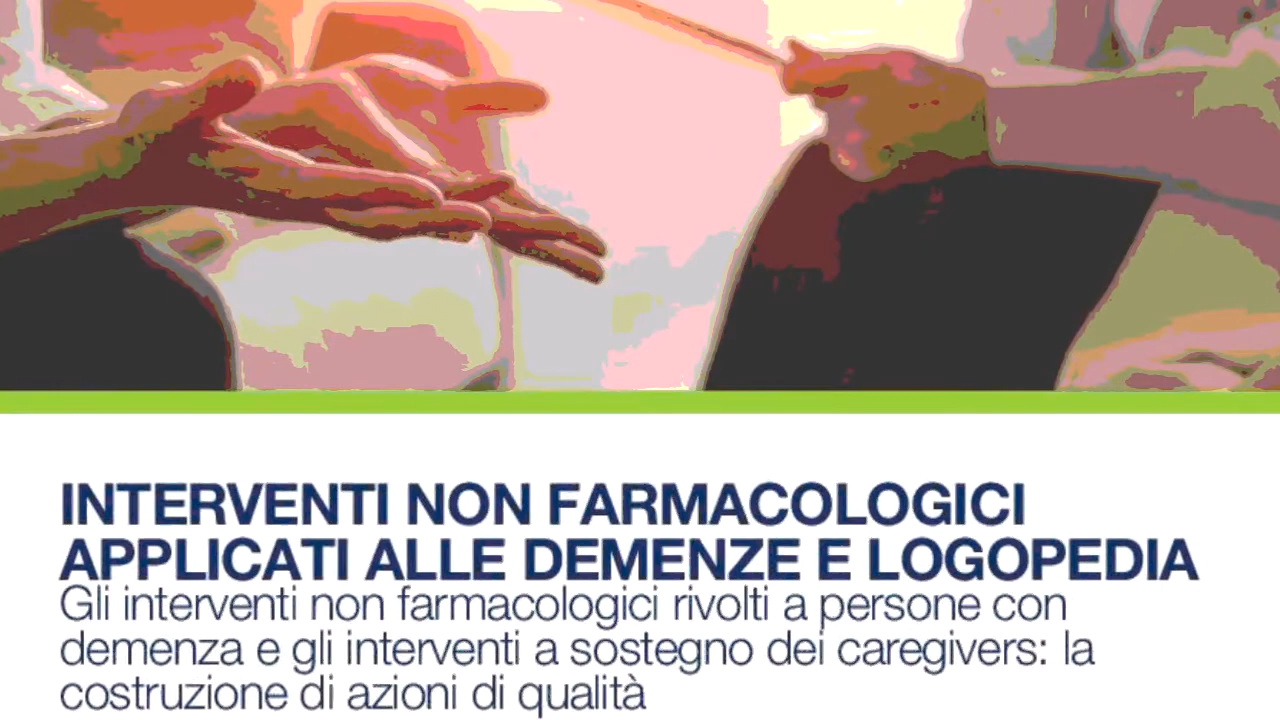 INTERVENTI NON FARMACOLOGICI
APPLICATI ALLE DEMENZE E LOGOPEDIA
Gli interventi non farmacologici rivolti a persone con
demenza e gli interventi a sostegno dei caregivers: la
costruzione di azioni di qualità